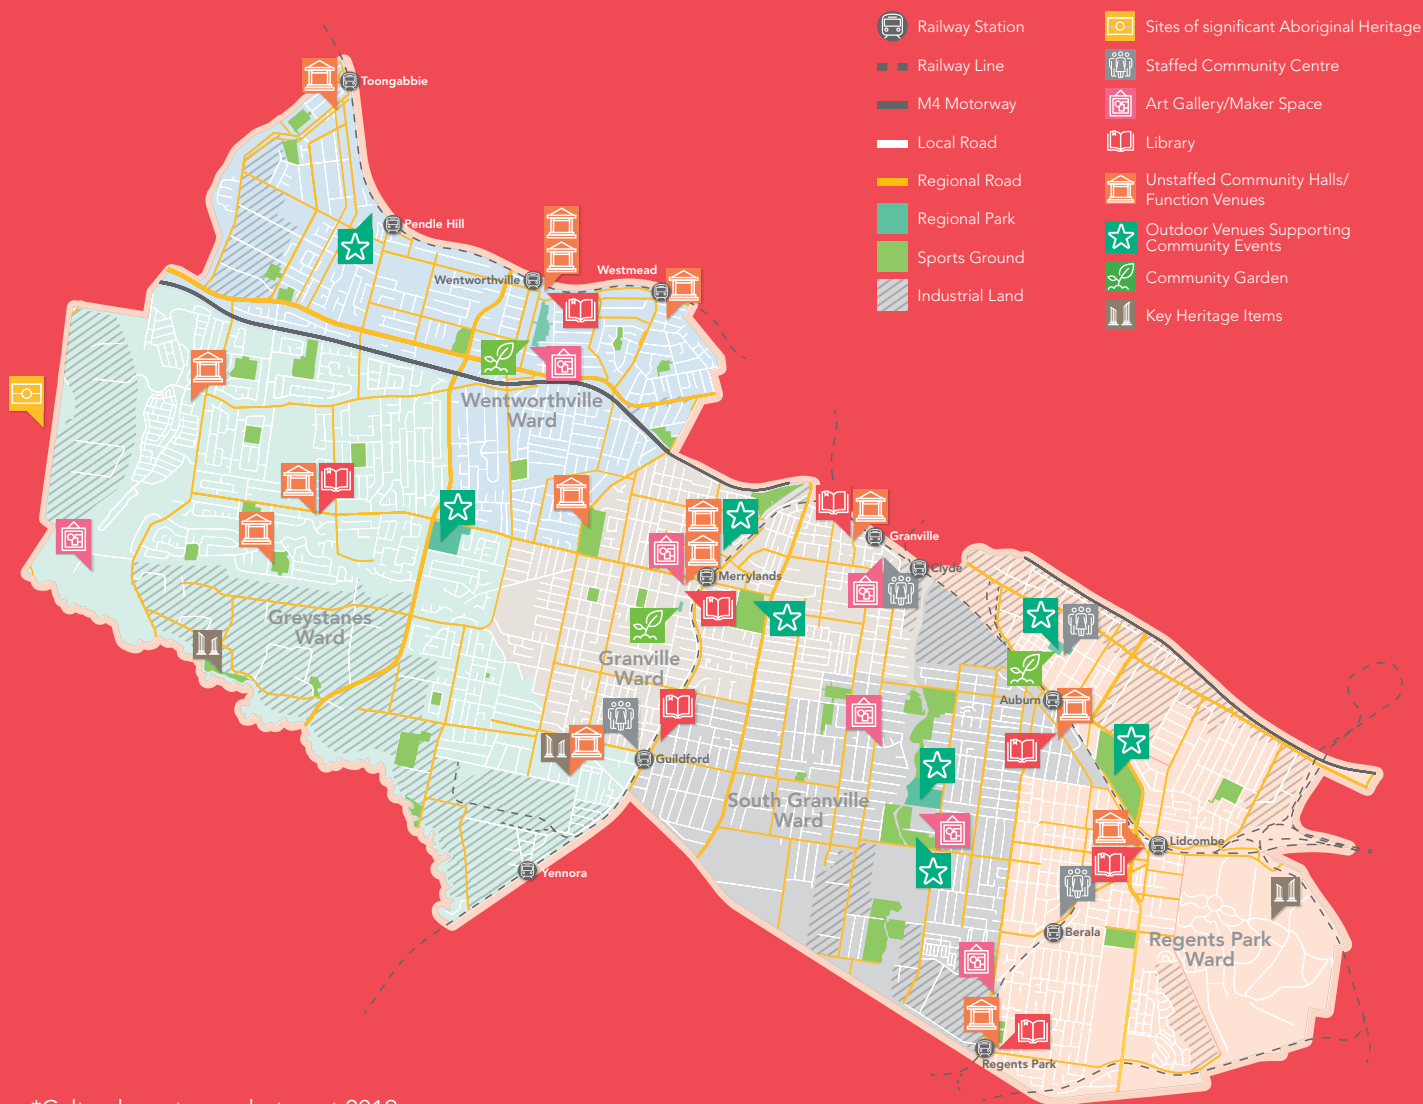 Railway Station
Railway Line
M4 Motorway
Local Road
Regional Road
Regional Park
Sports Ground
Industrial Land
Sites of significant Aboriginal Heritage
Staffed Community Centre
Art Gallery/Maker Space
Library
Unstaffed Community Halls/
Function Venues
Outdoor Venues Supporting
Community Events
Community Garden
Key Heritage Items
Toongabbie
Pendle Hill
Wentworthville
Westmead
Wentworthville
Ward
Granville
Clyde
Merrylands
Greystanes
Ward
Granville
Ward
Auburn
Guildford
South Granville
Ward
Lidcombe
Yennora
Berala
Regents Park
Ward
Regents Park